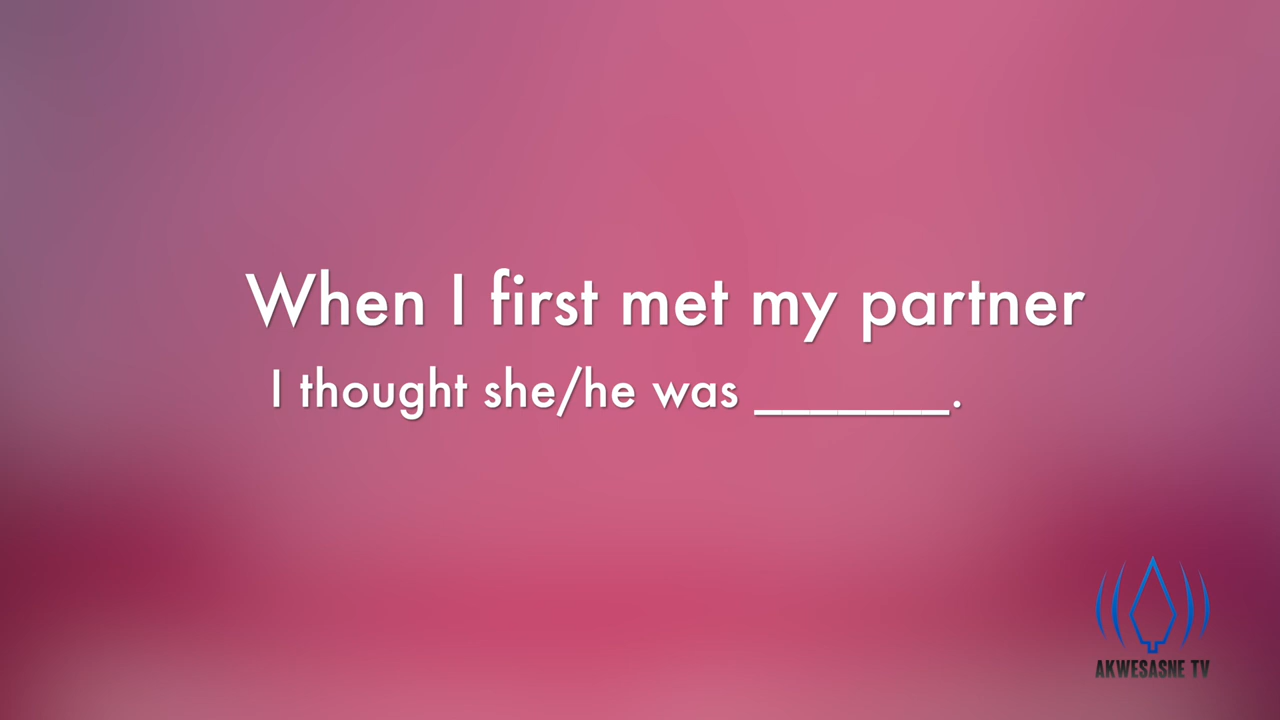 When I first met my partner
I thought she/he was _______.
AKWESASNE TV